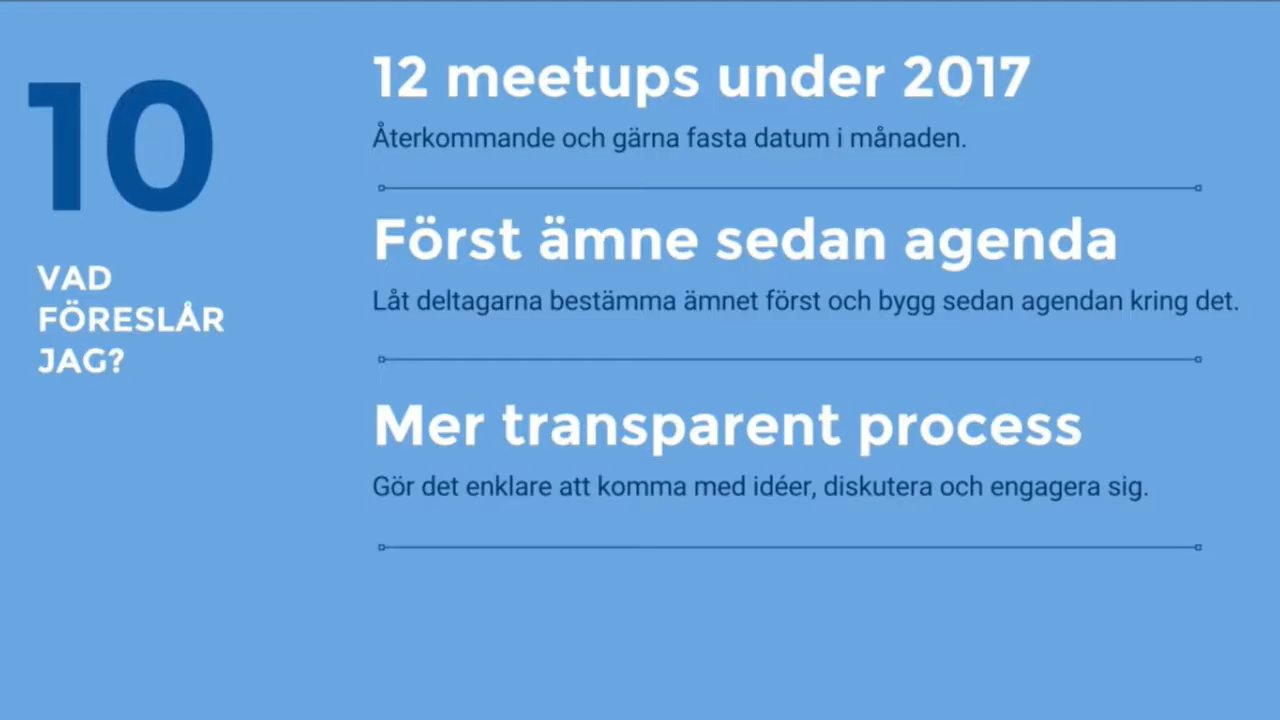 10
VAD
FÖRESLÅR
JAG?
12 meetups under 2017
Återkommande och gärna fasta datum i månaden.
Först ämne sedan agenda
Låt deltagarna bestämma ämnet först och bygg sedan agendan kring det.
Mer transparent process
Gör det enklare att komma med idéer, diskutera och engagera sig.